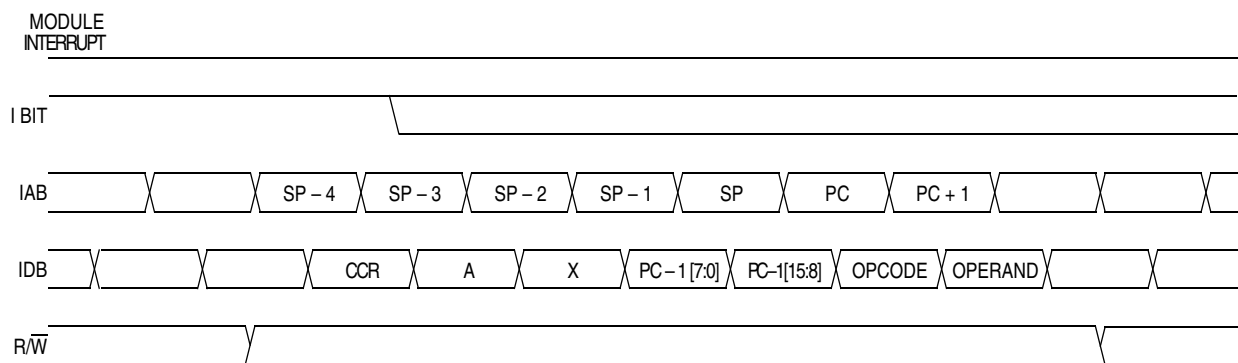 MODULE
INTERRUPT
I BIT
IAB SP – 4 SP – 3 SP – 2 SP – 1 SP PC PC + 1
IDB CCR A X PC – 1 [7:0] PC–1[15:8] OPCODE OPERAND
R/W̅